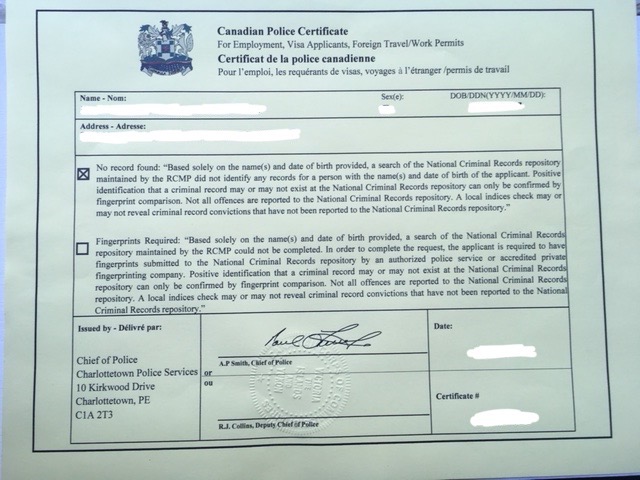 Canadian Police Certificate
For Employment, Visa Applicants, Foreign Travel/Work Permits
Certificat de la police canadienne
Pour l'emploi, les requérants de visas, voyages à l'étranger /permis de travail
Name - Nom:
Sex(e):
DOB/DDN(YYYY/MM/DD):
Address - Adresse:
No record found: "Based solely on the name(s) and date of birth provided, a search of the National Criminal Records repository
maintained by the RCMP did not identify any records for a person with the name(s) and date of birth of the applicant. Positive
identification that a criminal record may or may not exist at the National Criminal Records repository can only be confirmed by
fingerprint comparison. Not all offences are reported to the National Criminal Records repository. A local indices check may or
may not reveal criminal record convictions that have not been reported to the National Criminal Records repository."
Fingerprints Required: "Based solely on the name(s) and date of birth provided, a search of the National Criminal Records
repository maintained by the RCMP could not be completed. In order to complete the request, the applicant is required to have
fingerprints submitted to the National Criminal Records repository by an authorized police service or accredited private
fingerprinting company. Positive identification that a criminal record may or may not exist at the National Criminal Records
repository can only be confirmed by fingerprint comparison. Not all offences are reported to the National Criminal Records
repository. A local indices check may or may not reveal criminal record convictions that have not been reported to the National
Criminal Records repository."
Issued by - Délivré par:
Chief of Police
Charlottetown Police Services
10 Kirkwood Drive
Charlottetown, PE
C1A 2T3
or
ou
A.P Smith, Chief of Police
R.J. Collins, Deputy Chief of Police
Date:
Certificate #